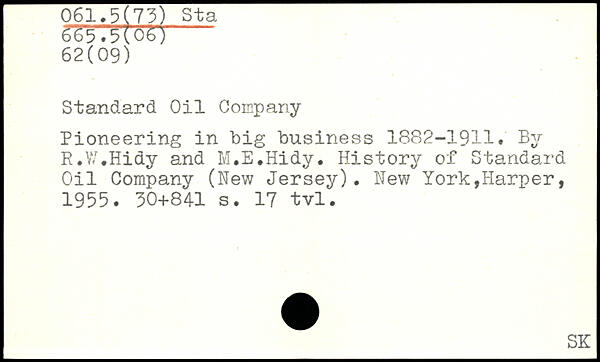 061.5(73) Sta
665.5(06)
62(09)
Standard Oil Company
Pioneering in big business 1882-1911. By
R.W.Hidy and M.E.Hidy. History of Standard
Oil Company (New Jersey). New York,Harper,
1955. 30+841 s. 17 tvl.
SK